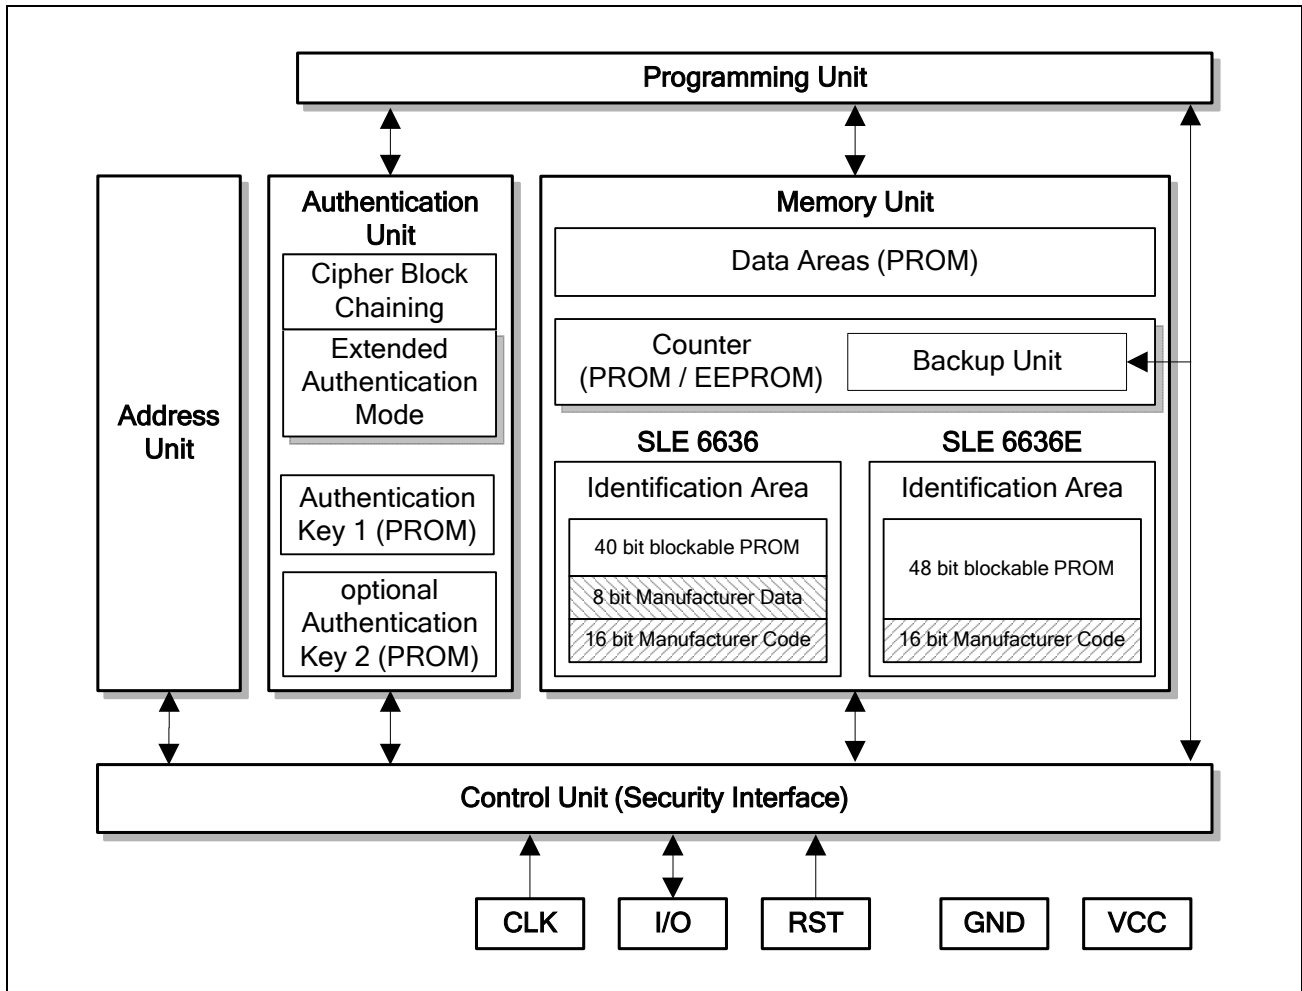 Programming Unit
Address
Unit
Authentication
Unit
Cipher Block
Chaining
Extended
Authentication
Mode
Authentication
Key 1 (PROM)
optional
Authentication
Key 2 (PROM)
Memory Unit
Data Areas (PROM)
Counter
(PROM / EEPROM)
Backup Unit
SLE 6636
Identification Area
40 bit blockable PROM
8 bit Manufacturer Data
16 bit Manufacturer Code
SLE 6636E
Identification Area
48 bit blockable PROM
16 bit Manufacturer Code
Control Unit (Security Interface)
CLK
I/O
RST
GND
VCC